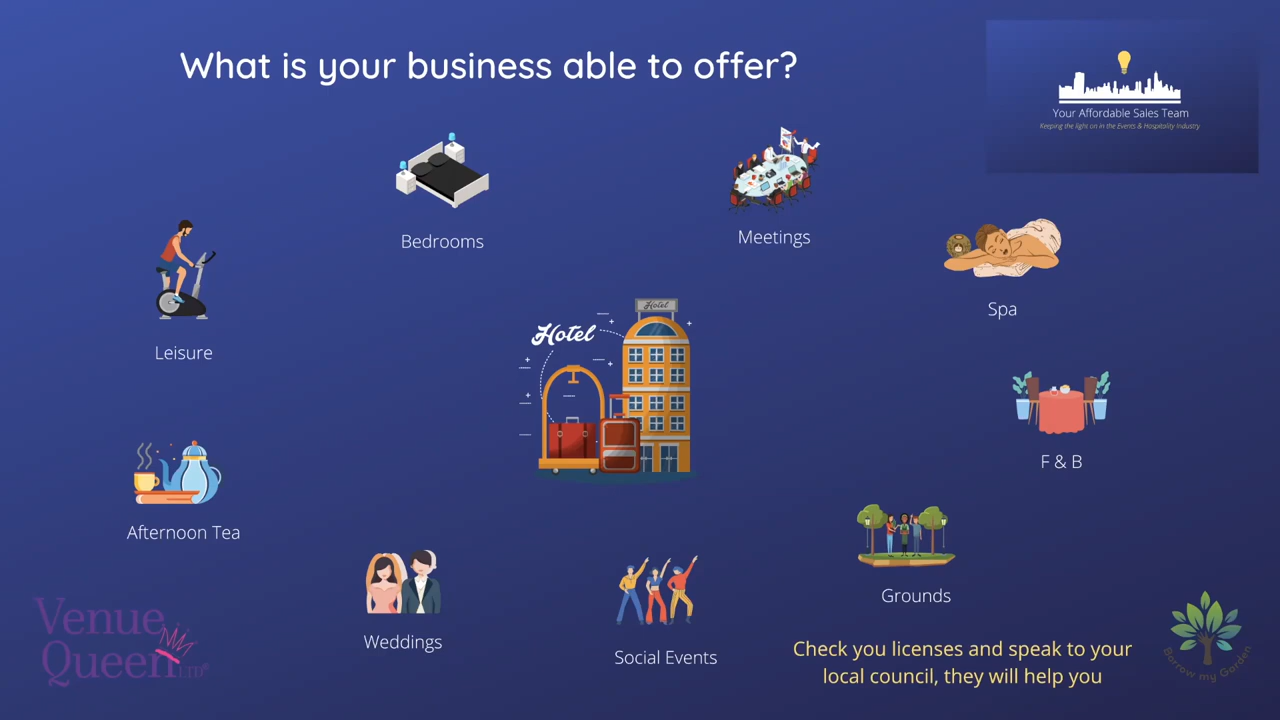 What is your business able to offer?
Your Affordable Sales Team
Keeping the light on in the Events & Hospitality Industry
Bedrooms
Meetings
Spa
Leisure
Hotel
Hotel
F & B
Afternoon Tea
Grounds
Weddings
Social Events
Venue
Queen LTD®
Check you licenses and speak to your
local council, they will help you
Borrow my Garden